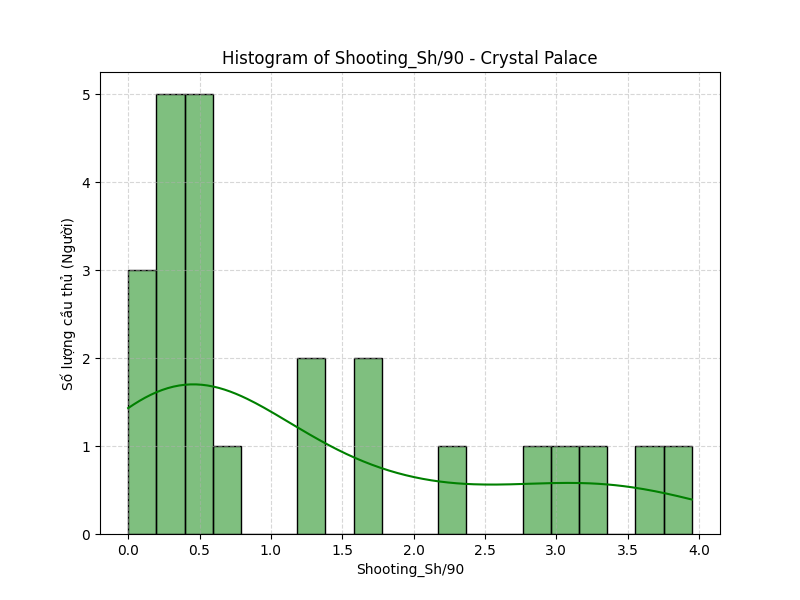 Histogram of Shooting_Sh/90 - Crystal Palace
Số lượng cầu thủ (Người)
5
4
3
2
1
0
0.0 0.5 1.0 1.5 2.0 2.5 3.0 3.5 4.0
Shooting_Sh/90